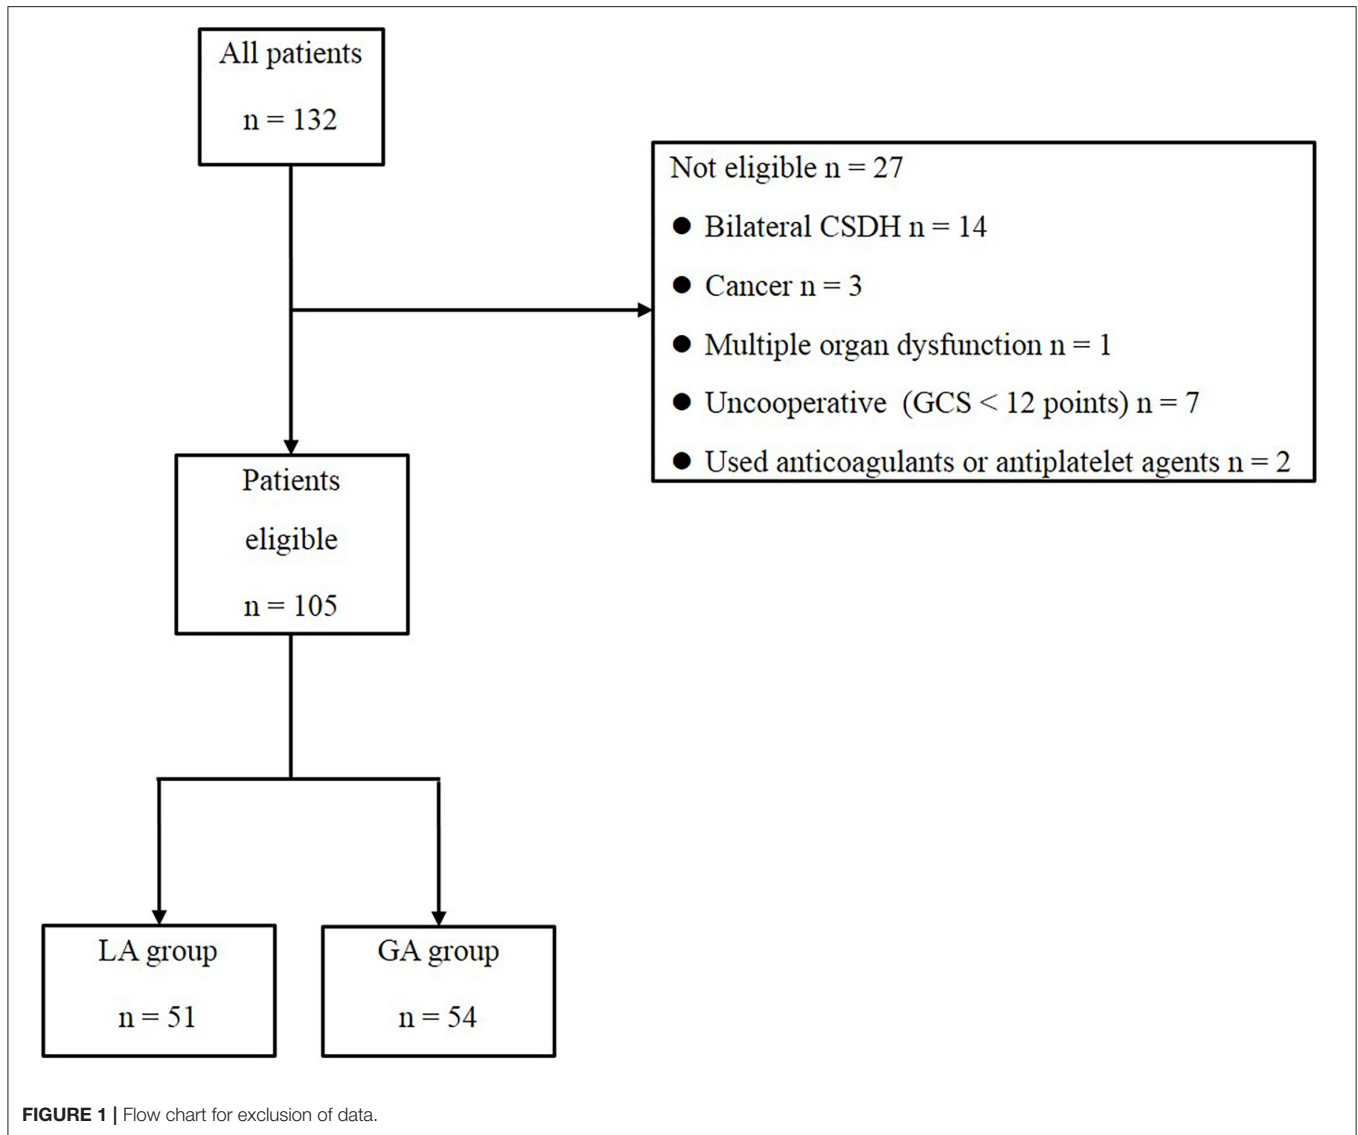 All patients
n = 132
Not eligible n = 27
● Bilateral CSDH n = 14
● Cancer n = 3
● Multiple organ dysfunction n = 1
● Uncooperative (GCS < 12 points) n = 7
● Used anticoagulants or antiplatelet agents n = 2
Patients
eligible
n = 105
LA group
n = 51
GA group
n = 54
FIGURE 1 | Flow chart for exclusion of data.